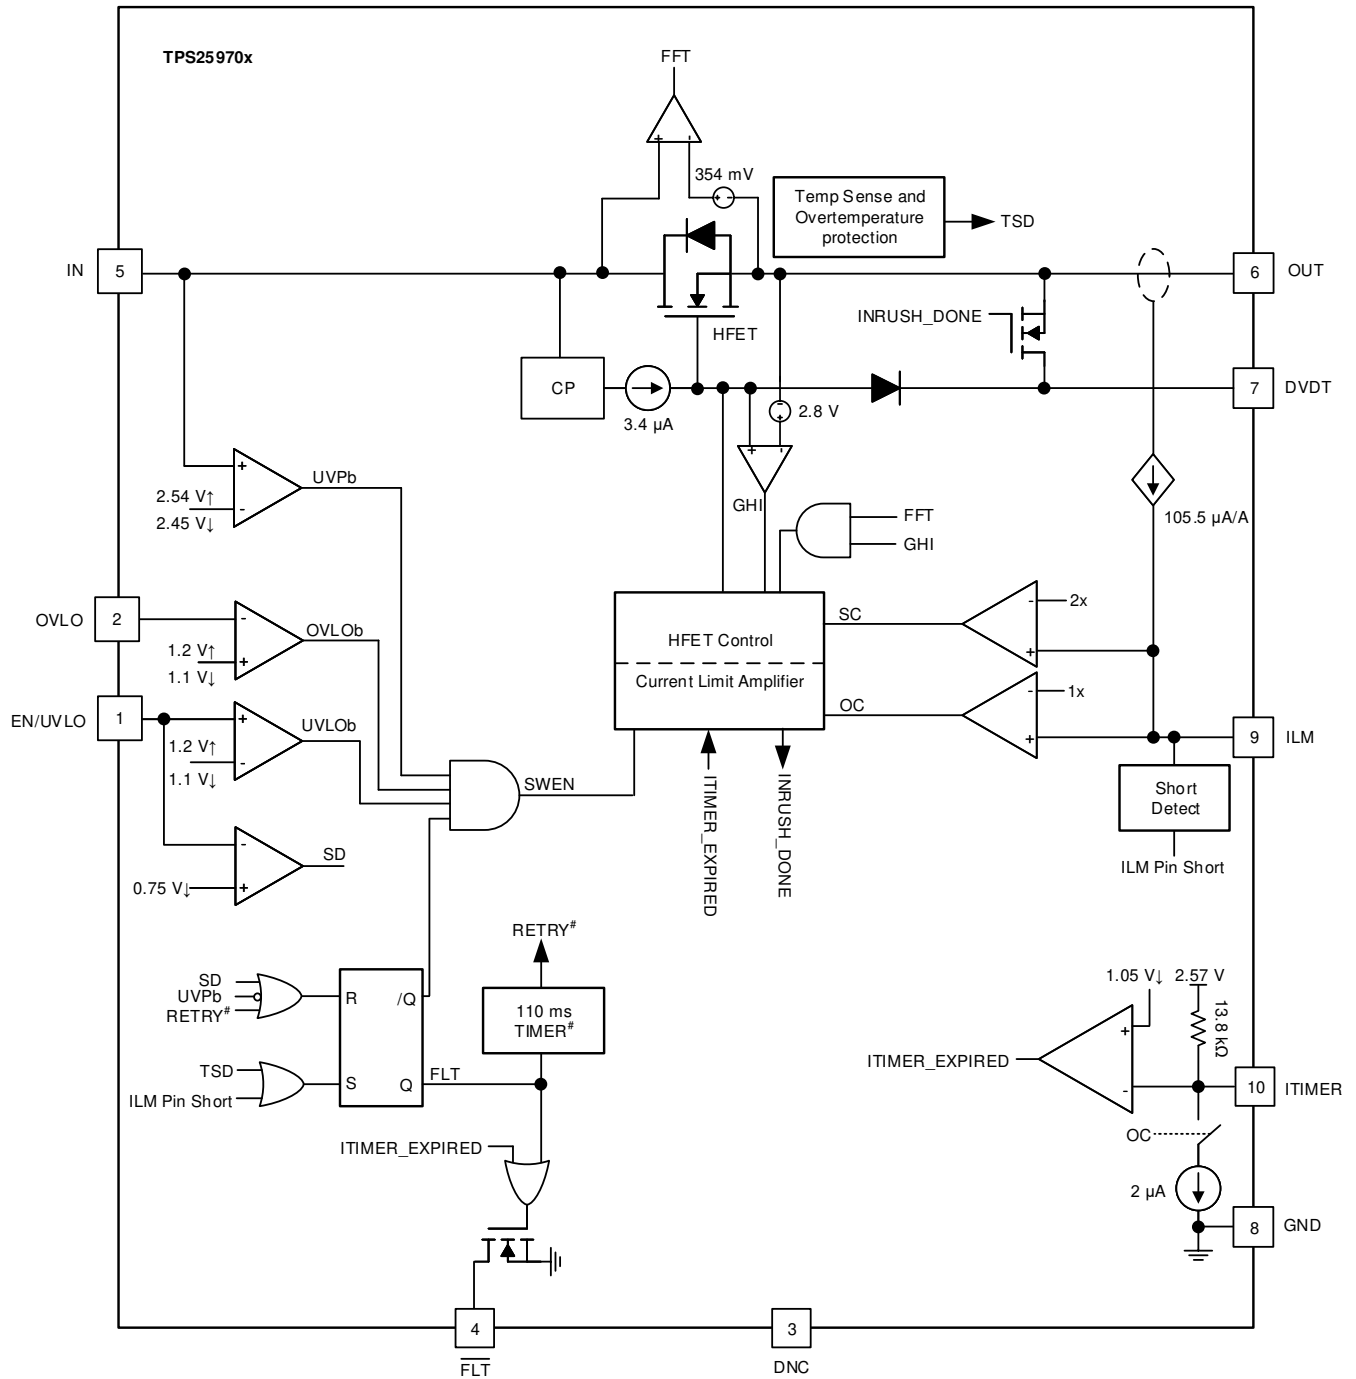 TPS25970x
FFT
354 mV
Temp Sense and
Overtemperature
protection
TSD
IN
5
6
OUT
HFET
INRUSH_DONE
CP
3.4 µA
2.8 V
7
DVDT
+
-
UVPb
2.54 V↑
2.45 V↓
GHI
FFT
GHI
105.5 µA/A
OVLO
2
-
+
OVLOb
1.2 V↑
1.1 V↓
HFET Control
Current Limit Amplifier
SC
-
2x
+
OC
-
1x
+
EN/UVLO
1
+
-
UVLOb
1.2 V↑
1.1 V↓
9
ILM
SWEN
ITIMER_EXPIRED
INRUSH_DONE
Short
Detect
ILM Pin Short
-
+
SD
0.75 V↓
RETRY#
110 ms
TIMER#
SD
UVPb
RETRY#
R
/Q
TSD
ILM Pin Short
S
Q
FLT
ITIMER_EXPIRED
1.05 V↓
2.57 V
13.8 kΩ
ITIMER_EXPIRED
+
-
10
ITIMER
OC
2 µA
8
GND
4
FLT
3
DNC